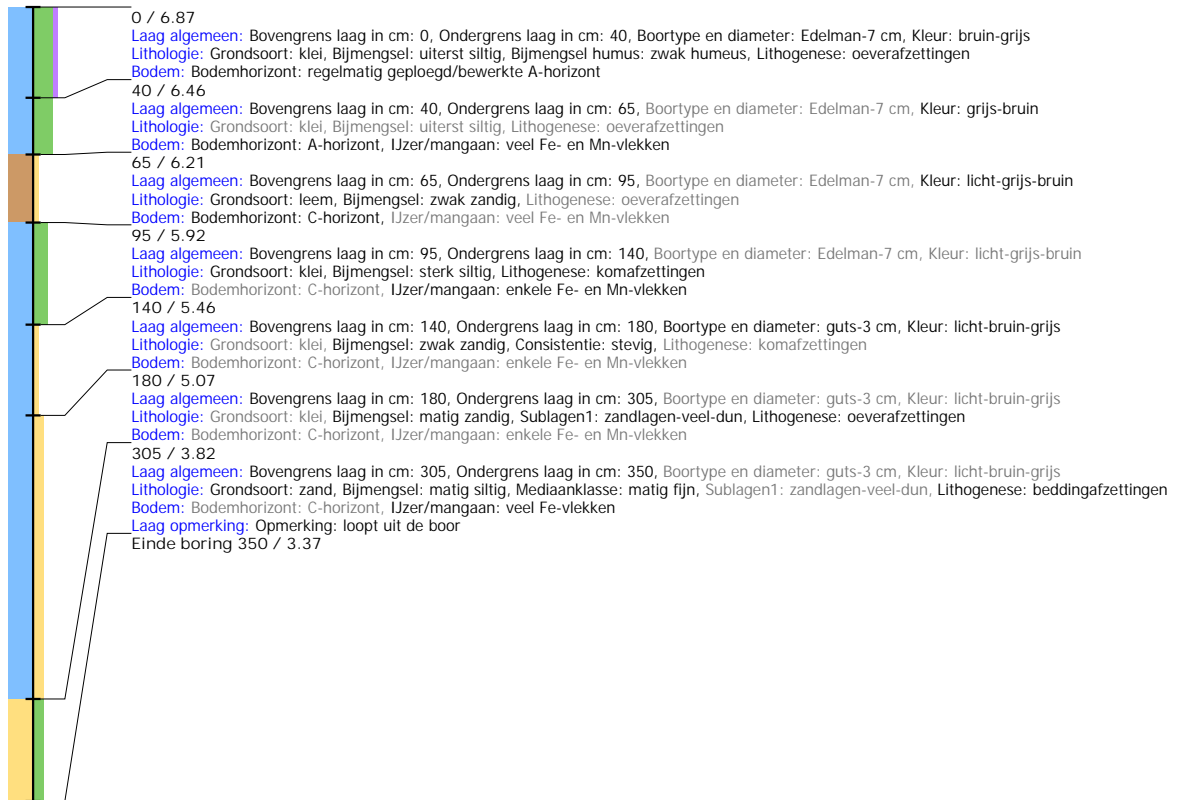 0 / 6.87
Laag algemeen: Bovengrens laag in cm: 0, Ondergrens laag in cm: 40, Boortype en diameter: Edelman-7 cm, Kleur: bruin-grijs
Lithologie: Grondsoort: klei, Bijmengsel: uiterst siltig, Bijmengsel humus: zwak humeus, Lithogenese: oeverafzettingen
Bodem: Bodemhorizont: regelmatig geploegd/bewerkte A-horizont
40 / 6.46
Laag algemeen: Bovengrens laag in cm: 40, Ondergrens laag in cm: 65, Boortype en diameter: Edelman-7 cm, Kleur: grijs-bruin
Lithologie: Grondsoort: klei, Bijmengsel: uiterst siltig, Lithogenese: oeverafzettingen
Bodem: Bodemhorizont: A-horizont, IJzer/mangaan: veel Fe- en Mn-vlekken
65 / 6.21
Laag algemeen: Bovengrens laag in cm: 65, Ondergrens laag in cm: 95, Boortype en diameter: Edelman-7 cm, Kleur: licht-grijs-bruin
Lithologie: Grondsoort: leem, Bijmengsel: zwak zandig, Lithogenese: oeverafzettingen
Bodem: Bodemhorizont: C-horizont, IJzer/mangaan: veel Fe- en Mn-vlekken
95 / 5.92
Laag algemeen: Bovengrens laag in cm: 95, Ondergrens laag in cm: 140, Boortype en diameter: Edelman-7 cm, Kleur: licht-grijs-bruin
Lithologie: Grondsoort: klei, Bijmengsel: sterk siltig, Lithogenese: komafzettingen
Bodem: Bodemhorizont: C-horizont, IJzer/mangaan: enkele Fe- en Mn-vlekken
140 / 5.46
Laag algemeen: Bovengrens laag in cm: 140, Ondergrens laag in cm: 180, Boortype en diameter: guts-3 cm, Kleur: licht-bruin-grijs
Lithologie: Grondsoort: klei, Bijmengsel: zwak zandig, Consistentie: stevig, Lithogenese: komafzettingen
Bodem: Bodemhorizont: C-horizont, IJzer/mangaan: enkele Fe- en Mn-vlekken
180 / 5.07
Laag algemeen: Bovengrens laag in cm: 180, Ondergrens laag in cm: 305, Boortype en diameter: guts-3 cm, Kleur: licht-bruin-grijs
Lithologie: Grondsoort: klei, Bijmengsel: matig zandig, Sublagen1: zandlagen-veel-dun, Lithogenese: oeverafzettingen
Bodem: Bodemhorizont: C-horizont, IJzer/mangaan: enkele Fe- en Mn-vlekken
305 / 3.82
Laag algemeen: Bovengrens laag in cm: 305, Ondergrens laag in cm: 350, Boortype en diameter: guts-3 cm, Kleur: licht-bruin-grijs
Lithologie: Grondsoort: zand, Bijmengsel: matig siltig, Mediaanklasse: matig fijn, Sublagen1: zandlagen-veel-dun, Lithogenese: beddingafzettingen
Bodem: Bodemhorizont: C-horizont, IJzer/mangaan: veel Fe-vlekken
Laag opmerking: Opmerking: loopt uit de boor
Einde boring 350 / 3.37